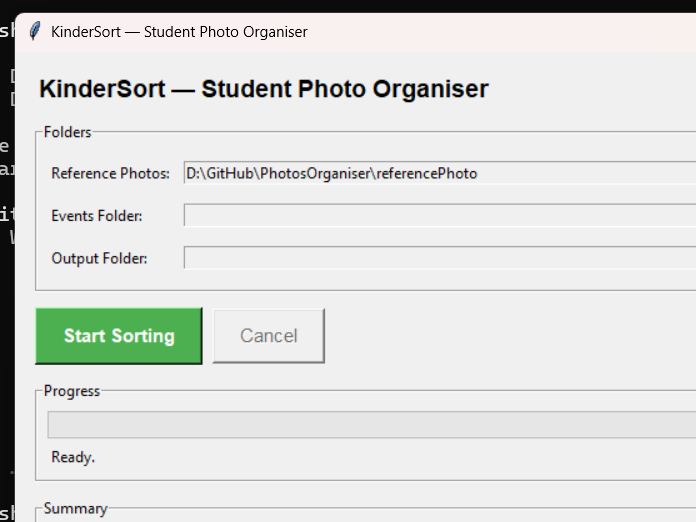 KinderSort — Student Photo Organiser
KinderSort — Student Photo Organiser
Folders
Reference Photos: D:\GitHub\PhotosOrganiser\referencePhoto
Events Folder:
Output Folder:
Start Sorting Cancel
Progress
Ready.
Summary